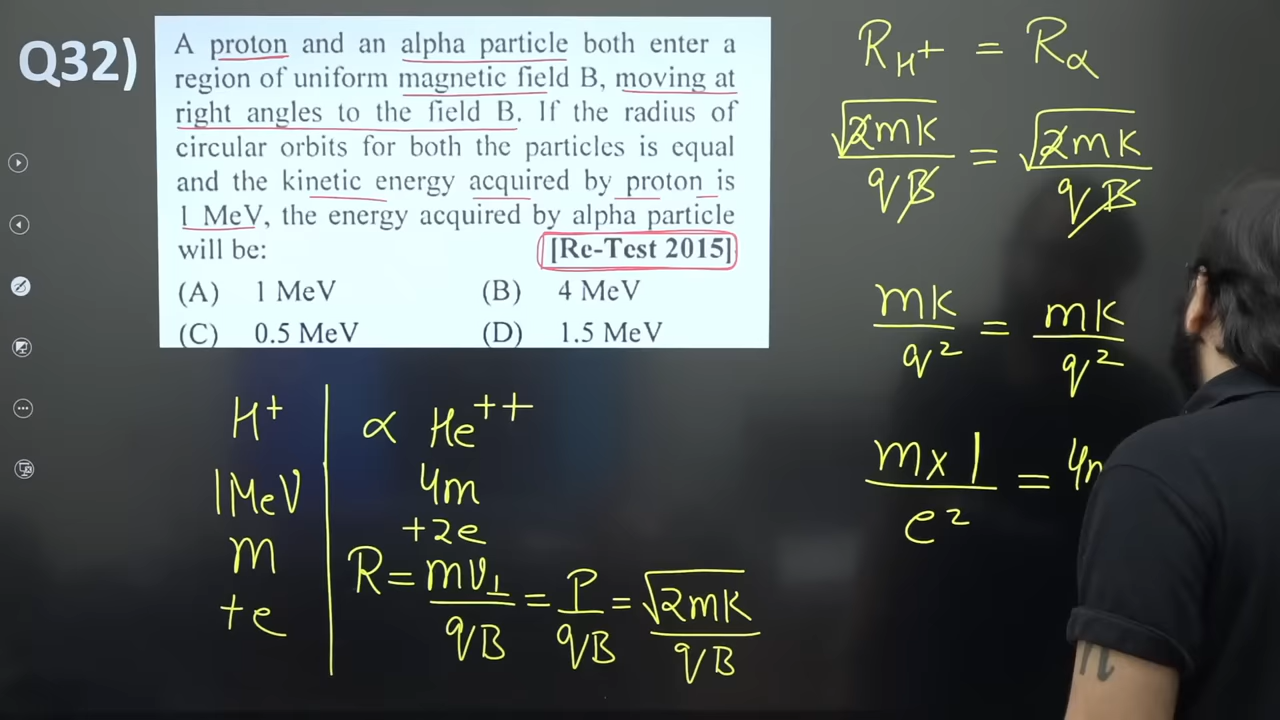 Q32)
A proton and an alpha particle both enter a
region of uniform magnetic field B, moving at
right angles to the field B. If the radius of
circular orbits for both the particles is equal
and the kinetic energy acquired by proton is
1 MeV, the energy acquired by alpha particle
will be: [Re-Test 2015]
(A) 1 MeV (B) 4 MeV
(C) 0.5 MeV (D) 1.5 MeV
H⁺ | α He⁺⁺
1MeV | 4m
m | +2e
+e | R = mv⊥/qB = P/qB = √2mK/qB
R_H⁺ = R_α
√2mK/qB = √2mK/qB
mK/q² = mK/q²
m×1/e² = 4m